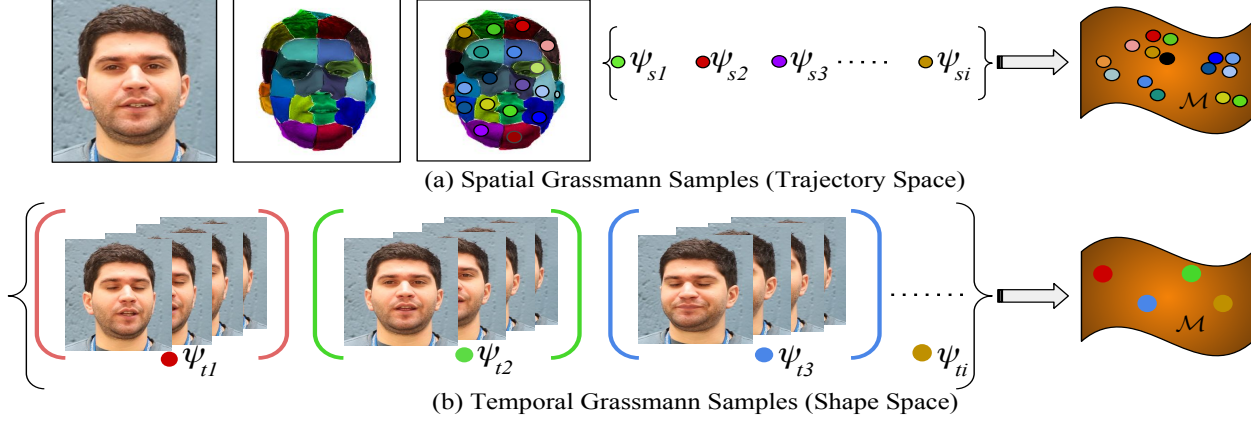 { ψs1 ψs2 ψs3 ..... ψsi }
ℳ
(a) Spatial Grassmann Samples (Trajectory Space)
ψt1 ψt2 ψt3 ....... ψti
ℳ
(b) Temporal Grassmann Samples (Shape Space)